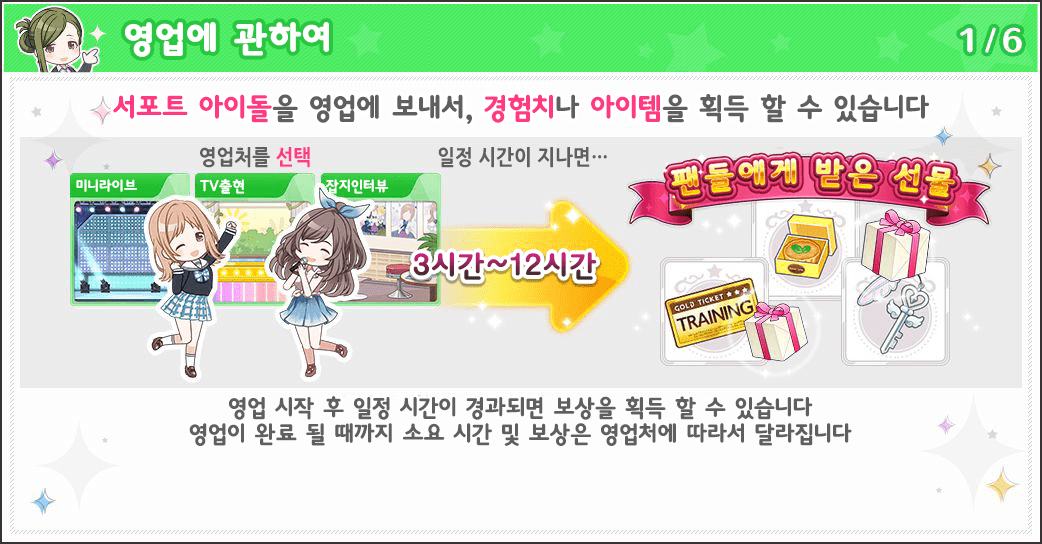 영업에 관하여
1/6
서포트 아이돌을 영업에 보내서, 경험치나 아이템을 획득 할 수 있습니다
영업처를 선택
일정 시간이 지나면…
미니라이브
TV출현
잡지인터뷰
3시간~12시간
팬들에게 받은 선물
GOLD TICKET ★★★
TRAINING
영업 시작 후 일정 시간이 경과되면 보상을 획득 할 수 있습니다
영업이 완료 될 때까지 소요 시간 및 보상은 영업처에 따라서 달라집니다